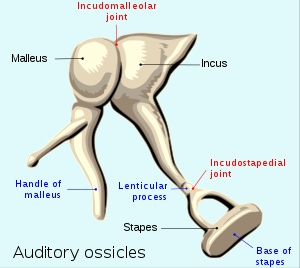 Incudomalleolar
joint
Malleus
Incus
Incudostapedial
joint
Handle of
malleus
Lenticular
process
Stapes
Base of
stapes
Auditory ossicles